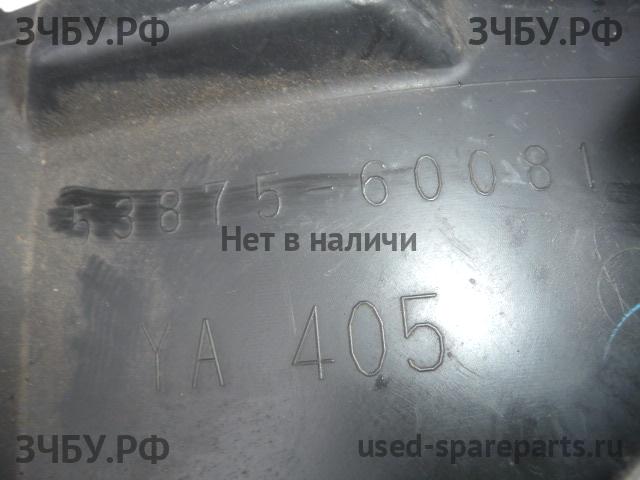 ЗЧБУ.РФ ЗЧБУ.РФ
53875-60081
Нет в наличи
YA 405
ЗЧБУ.РФ used-spareparts.ru